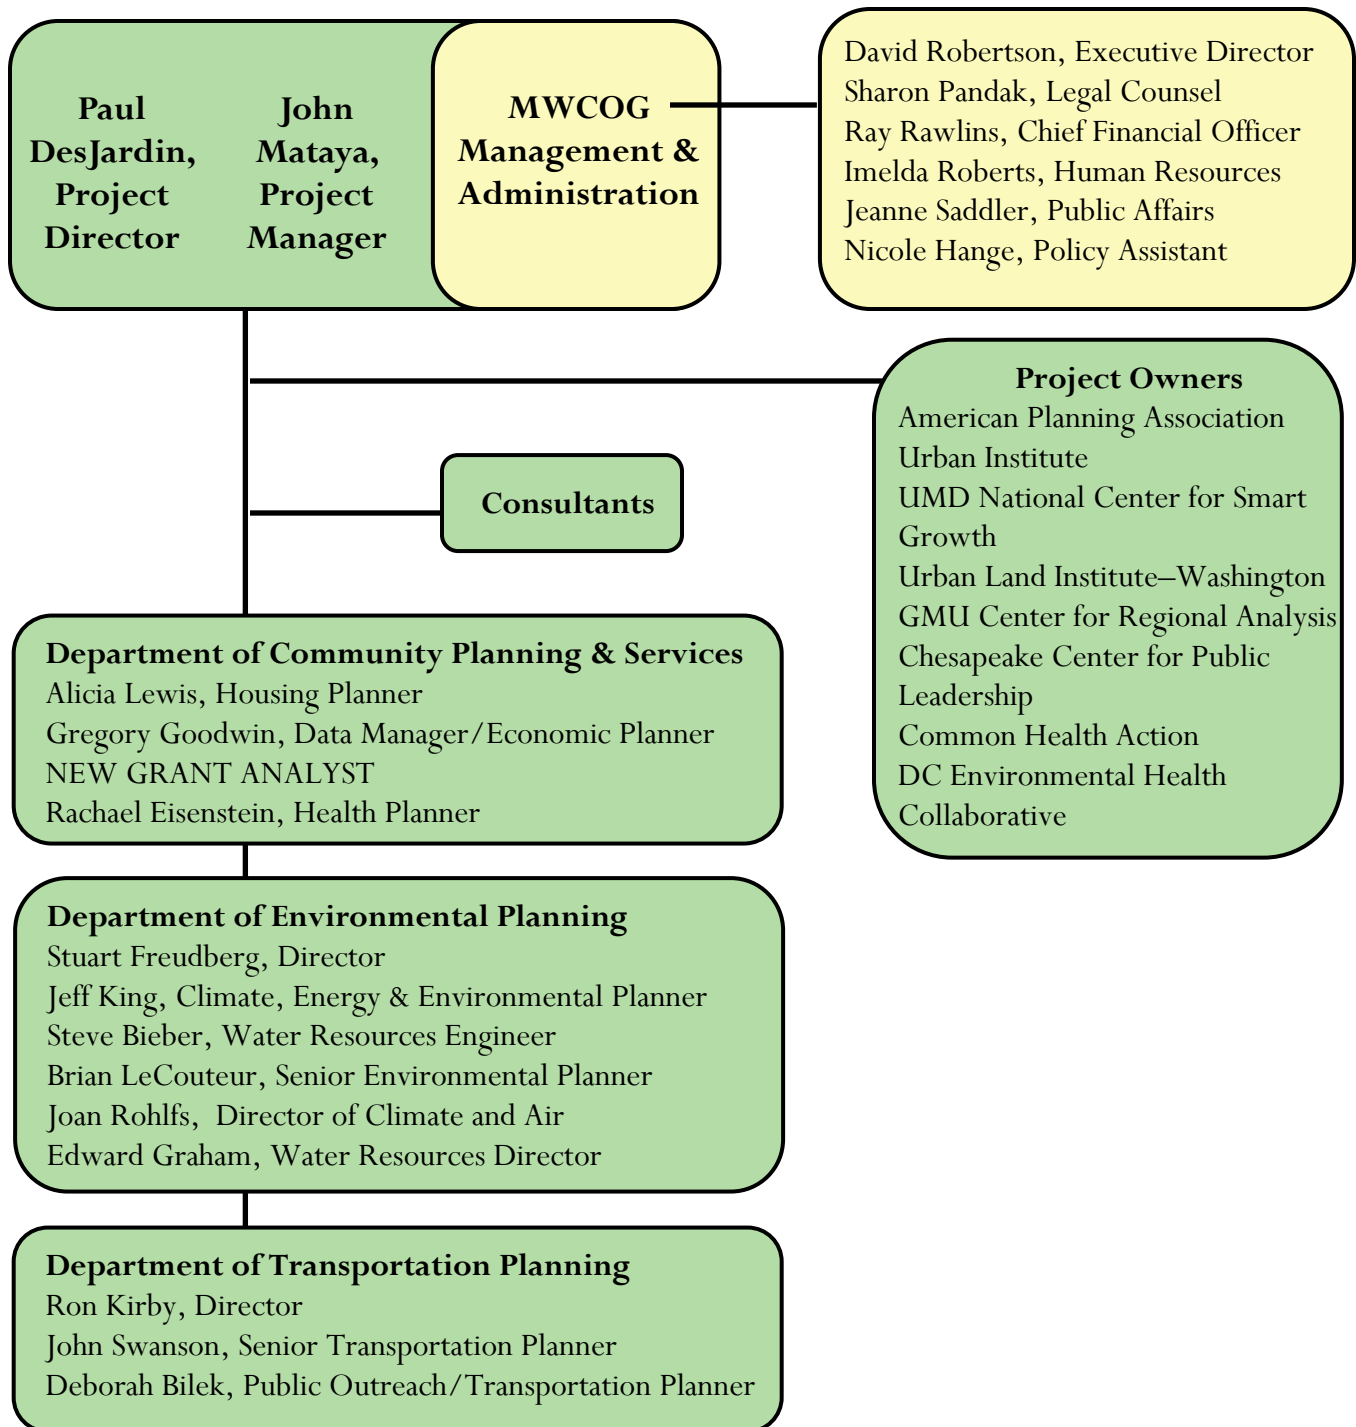 Paul
DesJardin,
Project
Director
John
Mataya,
Project
Manager
MWCOG
Management &
Administration
David Robertson, Executive Director
Sharon Pandak, Legal Counsel
Ray Rawlins, Chief Financial Officer
Imelda Roberts, Human Resources
Jeanne Saddler, Public Affairs
Nicole Hange, Policy Assistant
Project Owners
American Planning Association
Urban Institute
UMD National Center for Smart
Growth
Urban Land Institute–Washington
GMU Center for Regional Analysis
Chesapeake Center for Public
Leadership
Common Health Action
DC Environmental Health
Collaborative
Consultants
Department of Community Planning & Services
Alicia Lewis, Housing Planner
Gregory Goodwin, Data Manager/Economic Planner
NEW GRANT ANALYST
Rachael Eisenstein, Health Planner
Department of Environmental Planning
Stuart Freudberg, Director
Jeff King, Climate, Energy & Environmental Planner
Steve Bieber, Water Resources Engineer
Brian LeCouteur, Senior Environmental Planner
Joan Rohlfs,  Director of Climate and Air
Edward Graham, Water Resources Director
Department of Transportation Planning
Ron Kirby, Director
John Swanson, Senior Transportation Planner
Deborah Bilek, Public Outreach/Transportation Planner